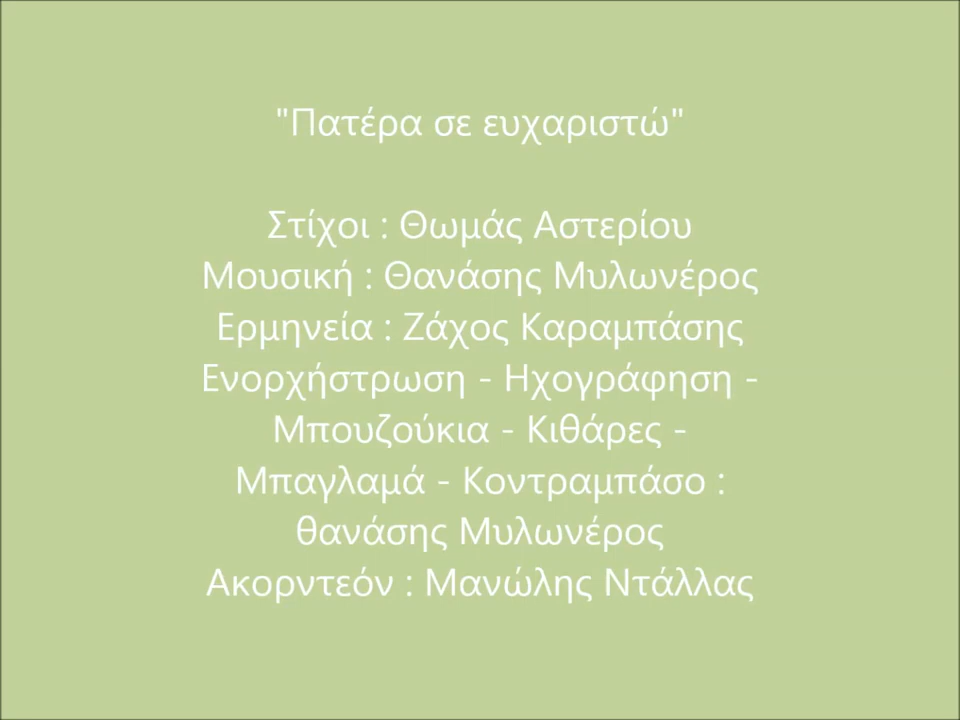 "Πατέρα σε ευχαριστώ"
Στίχοι : Θωμάς Αστερίου
Μουσική : Θανάσης Μυλωνέρος
Ερμηνεία : Ζάχος Καραμπάσης
Ενορχήστρωση - Ηχογράφηση -
Μπουζούκια - Κιθάρες -
Μπαγλαμά - Κοντραμπάσο :
θανάσης Μυλωνέρος
Ακορντεόν : Μανώλης Ντάλλας